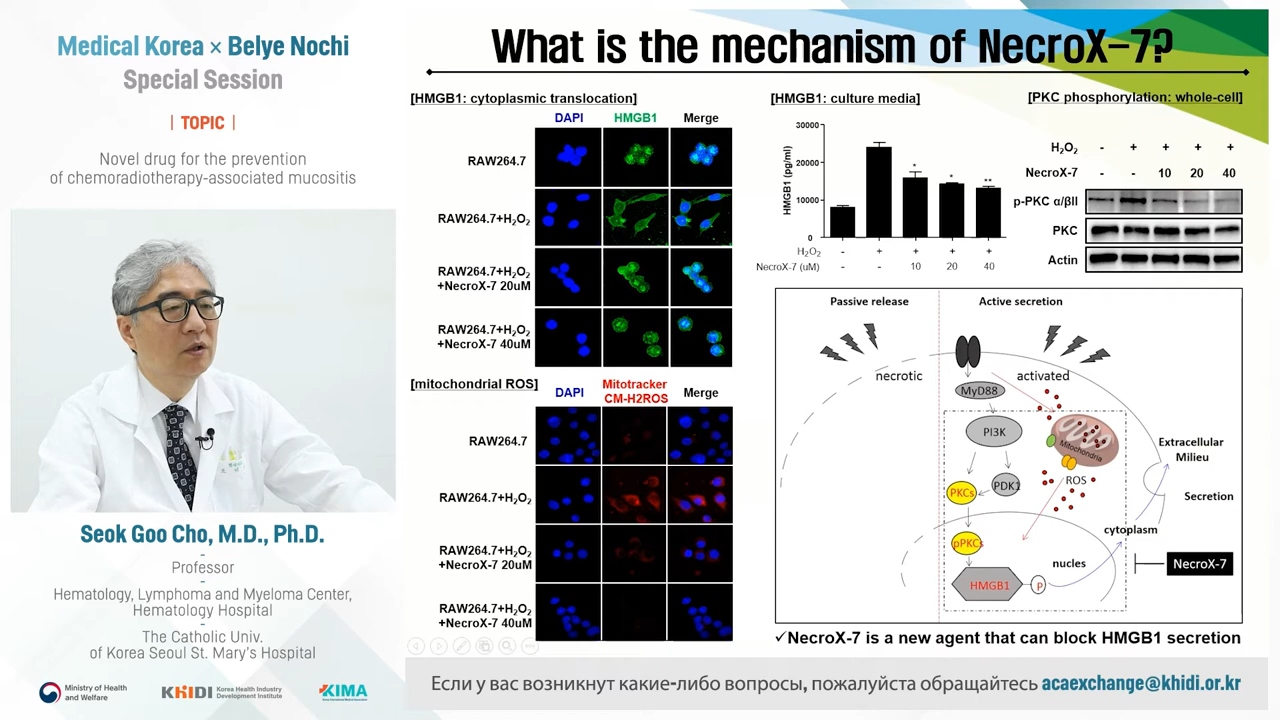 Medical Korea × Belye Nochi
Special Session
| TOPIC |
Novel drug for the prevention
of chemoradiotherapy-associated mucositis
Seok Goo Cho, M.D., Ph.D.
Professor
Hematology, Lymphoma and Myeloma Center,
Hematology Hospital
The Catholic Univ.
of Korea Seoul St. Mary's Hospital
Ministry of Health
and Welfare
KHIDI Korea Health Industry
Development Institute
KIMA
What is the mechanism of NecroX-7?
[HMGB1: cytoplasmic translocation]
DAPI HMGB1 Merge
RAW264.7
RAW264.7+H₂O₂
RAW264.7+H₂O₂
+NecroX-7 20uM
RAW264.7+H₂O₂
+NecroX-7 40uM
[mitochondrial ROS]
DAPI Mitotracker Merge
CM-H2ROS
RAW264.7
RAW264.7+H₂O₂
RAW264.7+H₂O₂
+NecroX-7 20uM
RAW264.7+H₂O₂
+NecroX-7 40uM
[HMGB1: culture media]
HMGB1 (pg/ml)
30000
20000
10000
0
* * **
H₂O₂ - + + + +
NecroX-7 (uM) - - 10 20 40
[PKC phosphorylation: whole-cell]
H₂O₂ - + + + +
NecroX-7 - - 10 20 40
p-PKC α/βII
PKC
Actin
Passive release Active secretion
necrotic activated
MyD88
PI3K
Mitochondria
PKCs PDK1 ROS
Extracellular
Milieu
Secretion
cytoplasm
pPKCs
nucles
NecroX-7
HMGB1 P
✓NecroX-7 is a new agent that can block HMGB1 secretion
Если у вас возникнут какие-либо вопросы, пожалуйста обращайтесь acaexchange@khidi.or.kr